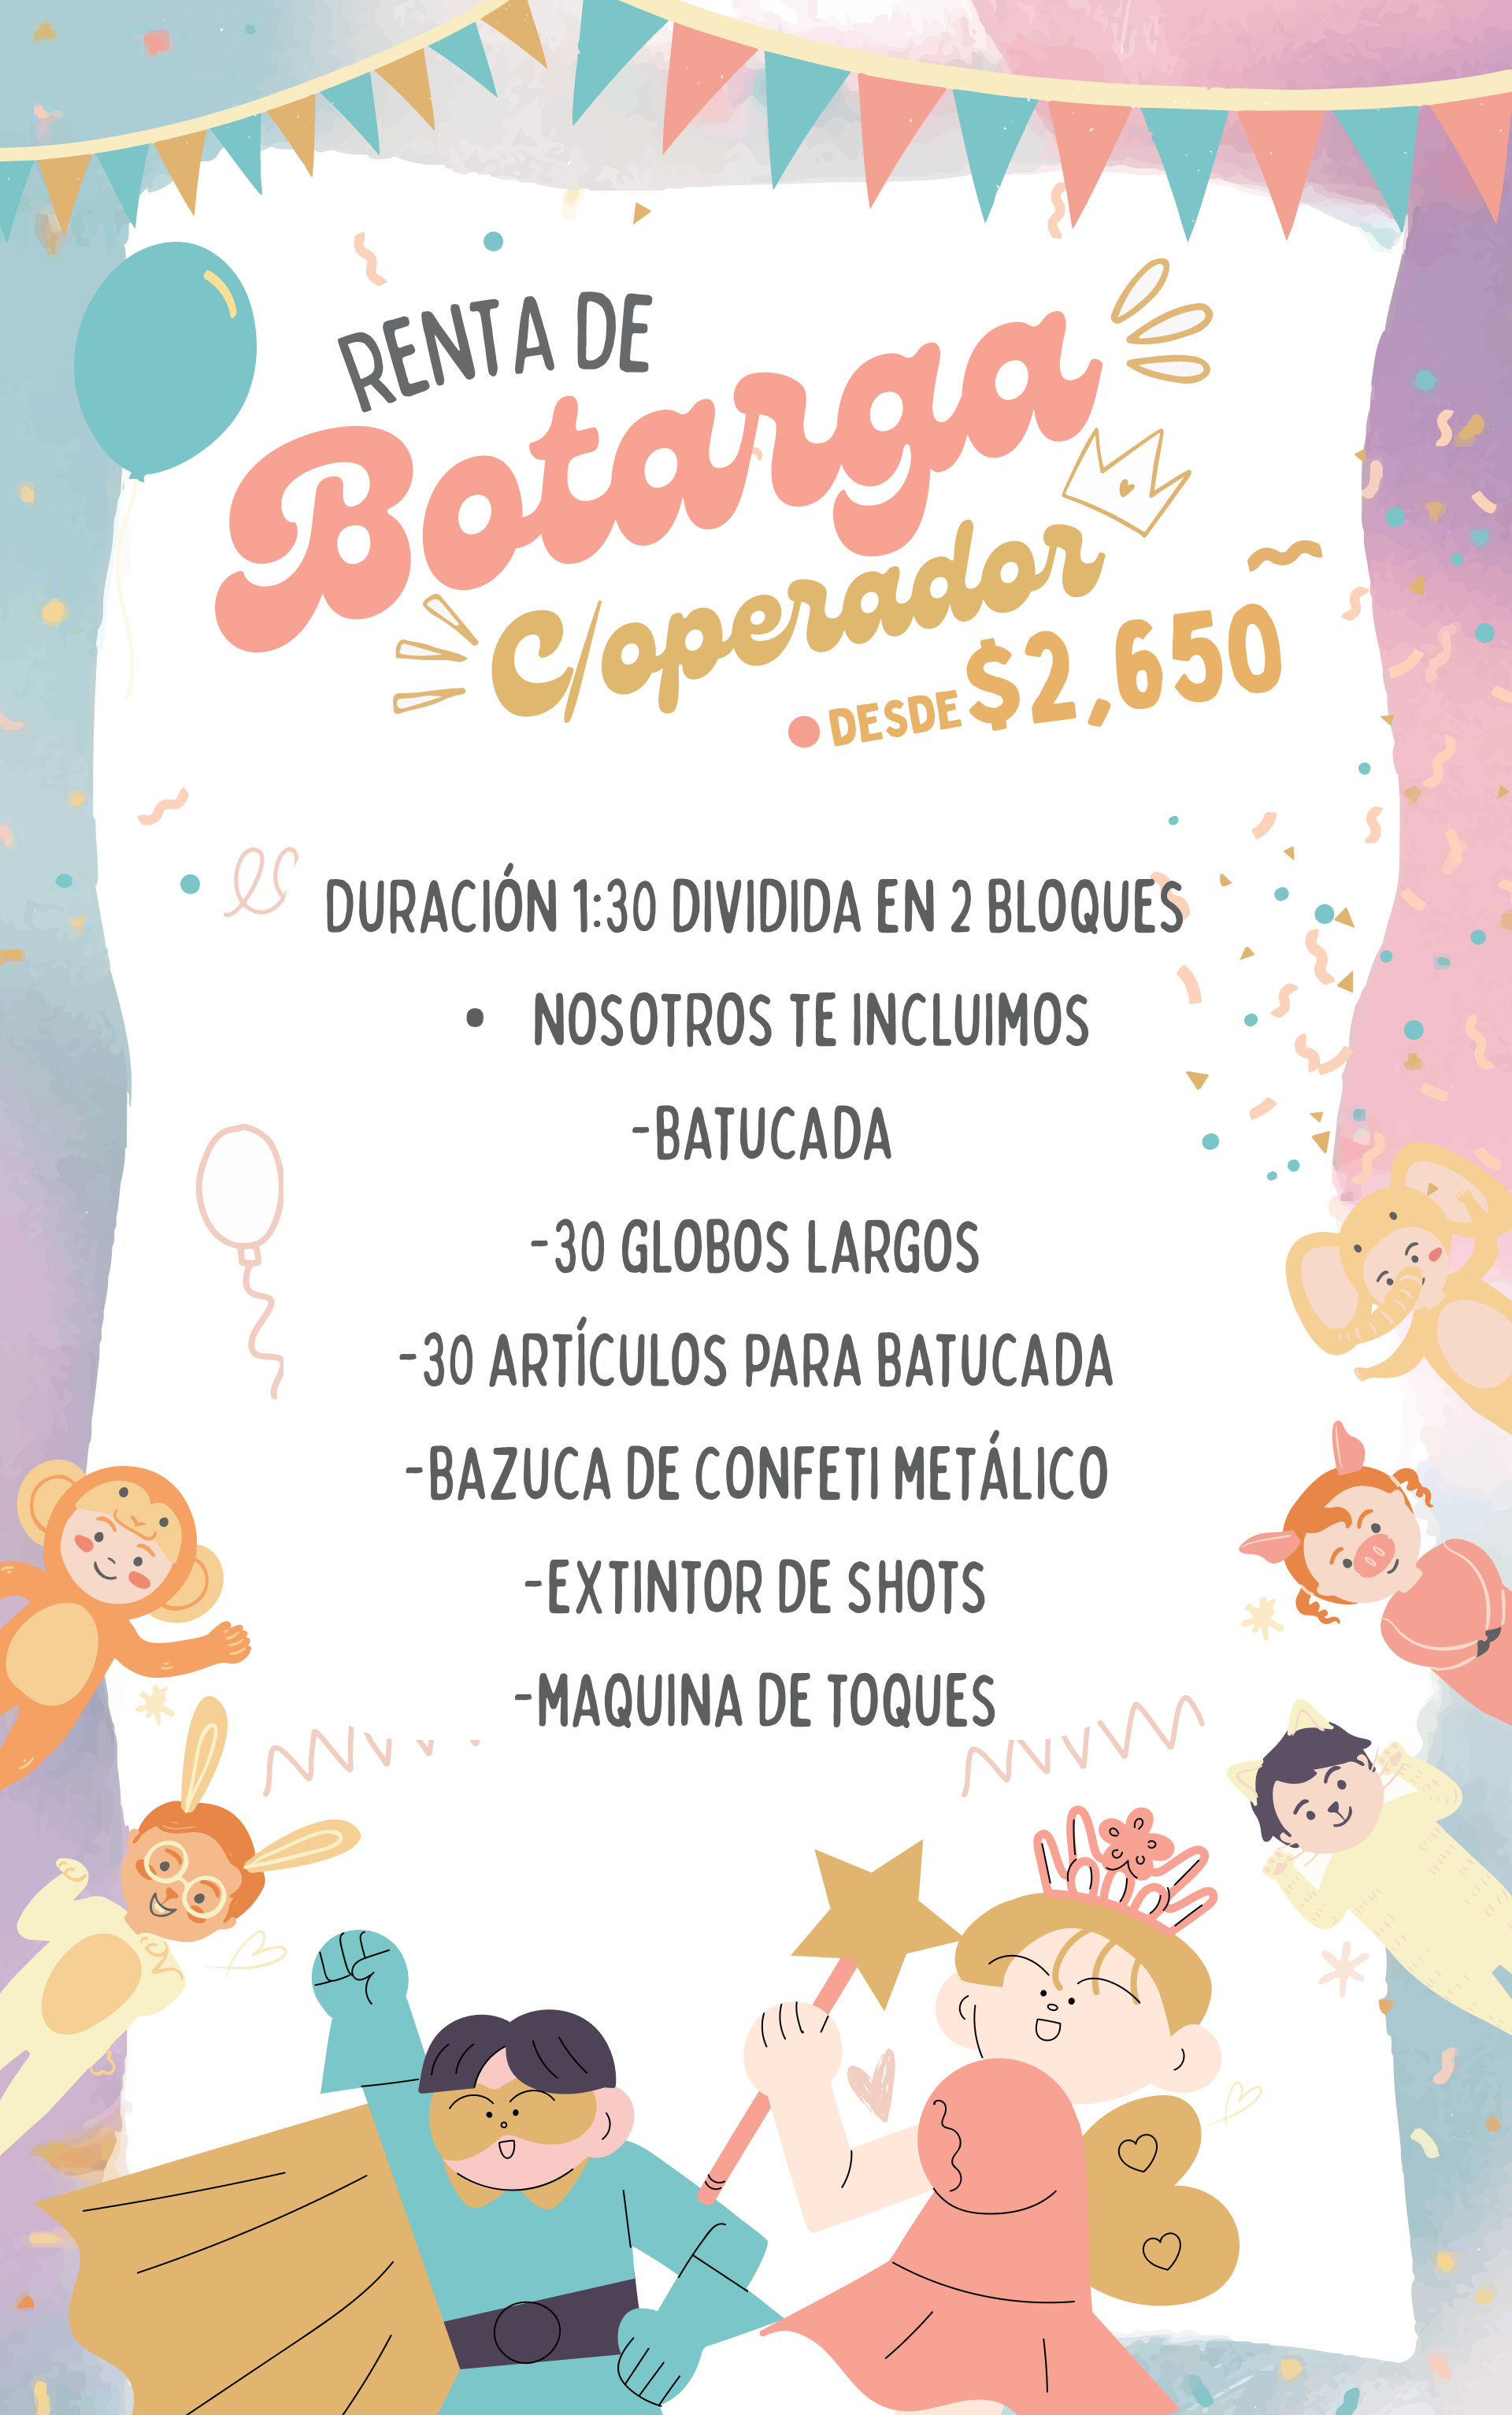 RENTA DE
Botarga
C/operador
DESDE $2,650
DURACIÓN 1:30 DIVIDIDA EN 2 BLOQUES
• NOSOTROS TE INCLUIMOS
-BATUCADA
-30 GLOBOS LARGOS
-30 ARTÍCULOS PARA BATUCADA
-BAZUCA DE CONFETI METÁLICO
-EXTINTOR DE SHOTS
-MAQUINA DE TOQUES